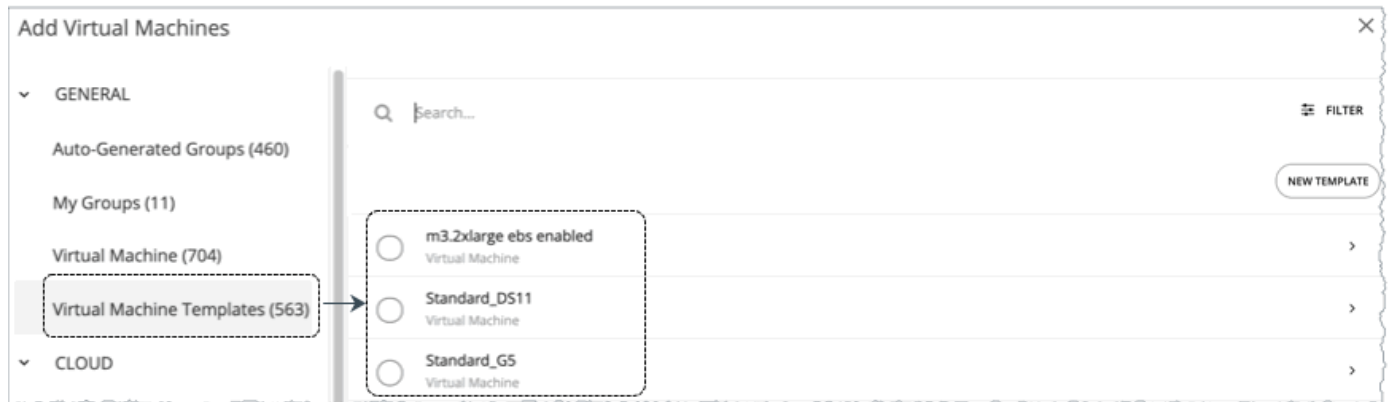 Add Virtual Machines
GENERAL
Auto-Generated Groups (460)
My Groups (11)
Virtual Machine (704)
Virtual Machine Templates (563)
CLOUD
Search...
FILTER
NEW TEMPLATE
m3.2xlarge ebs enabled
Virtual Machine
Standard_DS11
Virtual Machine
Standard_G5
Virtual Machine